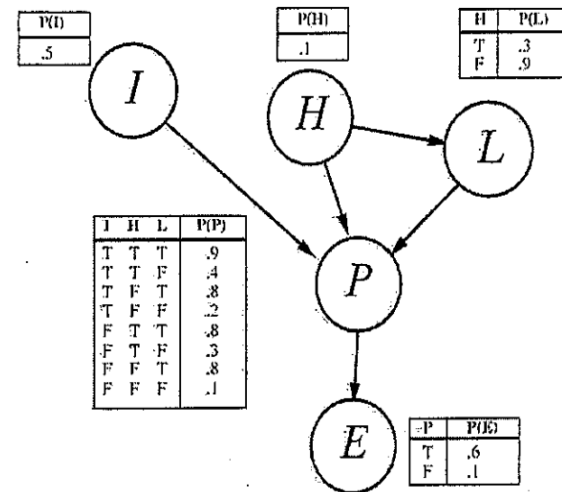 P(I)
.5
P(H)
.1
H P(L)
T .3
F .9
I
H
L
I H L P(P)
T T T .9
T T F .4
T F T .8
T F F .2
F T T .8
F T F .3
F F T .8
F F F .1
P
E
P P(E)
T .6
F .1